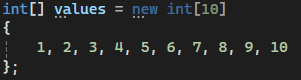 int[] values = new int[10]
{
1, 2, 3, 4, 5, 6, 7, 8, 9, 10
};